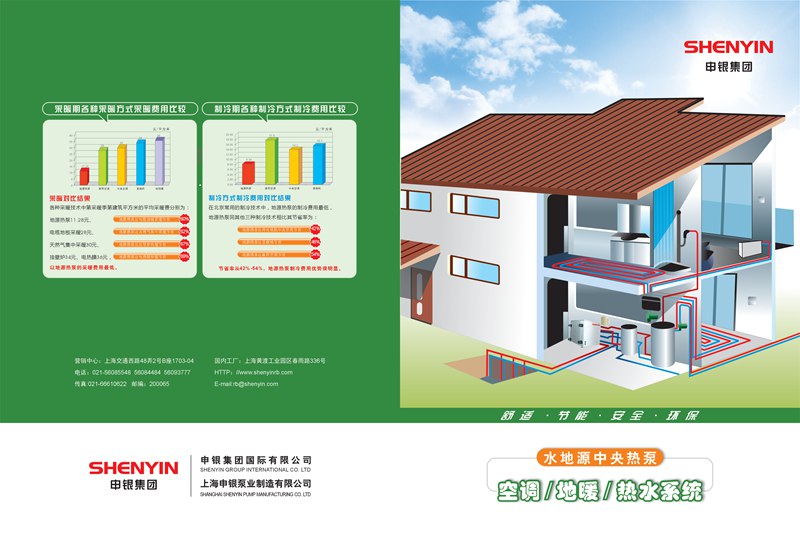 采暖期各种采暖方式采暖费用比较
制冷期各种制冷方式制冷费用比较
元/平方米
元/平方米
采暖对比结果
各种采暖技术中第采暖季第建筑平方米的平均采暖费分别为：
地源热泵11.28元、
电缆地板采暖28元、
天然气集中采暖30元、
挂壁炉34元、电热膜36元，
以地源热泵的采暖费用最低。
制冷方式制冷费用对比结果
在北京常用的制冷技术中，地源热泵的制冷费用最低，
地源热泵同其他三种制冷技术相比其节省率为：
42%
46%
54%
节省率从42%-54%，地源热泵制冷费用优势很明显。
营销中心：上海交通西路48弄2号B座1703-04
电话：021-56085548 56084484 56093777
传真:021-66610622 邮编：200065
国内工厂：上海黄渡工业园区春雨路336号
HTTP: //www.shenyinrb.com
E-mail:rb@shenyin.com
SHENYIN
申银集团
申银集团国际有限公司
SHENYIN GROUP INTERNATIONAL CO. LTD
上海申银泵业制造有限公司
SHANGHAI SHENYIN PUMP MANUFACTURING CO. LTD
SHENYIN
申银集团
舒适·节能·安全·环保
水地源中央热泵
空调/地暖/热水系统